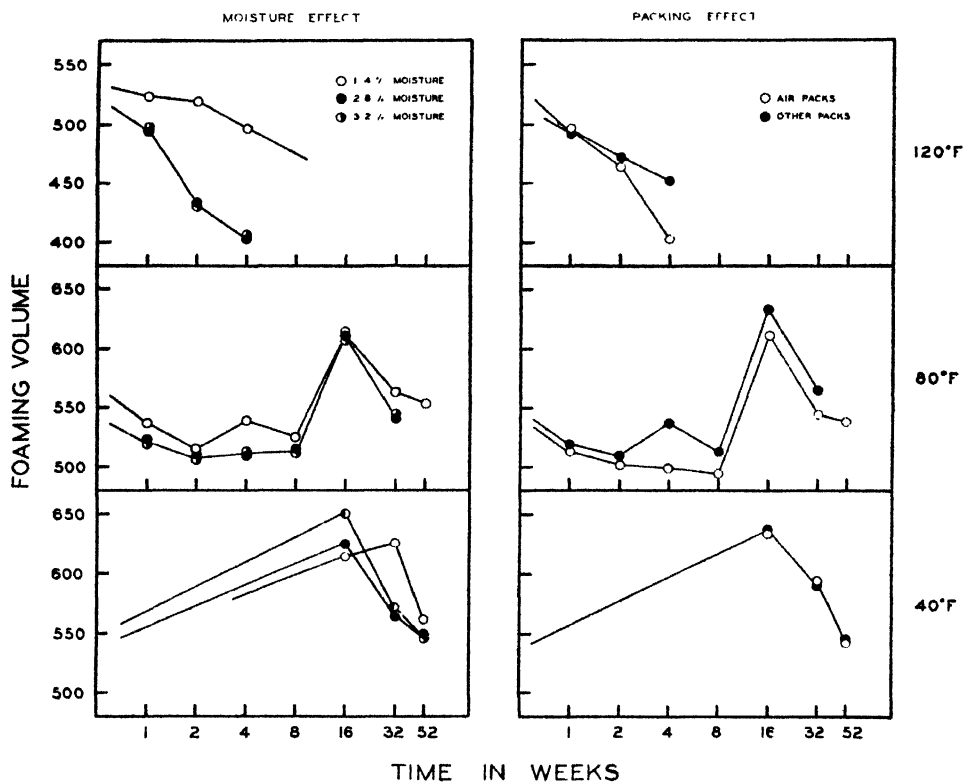 MOISTURE EFFECT
PACKING EFFECT
550
500
450
400
○ 1.4 % MOISTURE
● 2.8 % MOISTURE
◑ 3.2 % MOISTURE
○ AIR PACKS
● OTHER PACKS
120°F
FOAMING VOLUME
650
600
550
500
80°F
650
600
550
500
40°F
1 2 4 8 16 32 52
1 2 4 8 16 32 52
TIME IN WEEKS